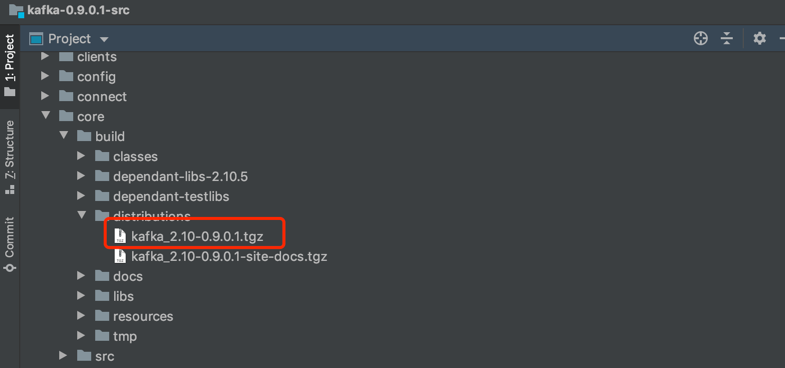 kafka-0.9.0.1-src
Project
clients
config
connect
core
build
classes
dependant-libs-2.10.5
dependant-testlibs
distributions
kafka_2.10-0.9.0.1.tgz
kafka_2.10-0.9.0.1-site-docs.tgz
docs
libs
resources
tmp
src
1: Project
Z: Structure
Commit